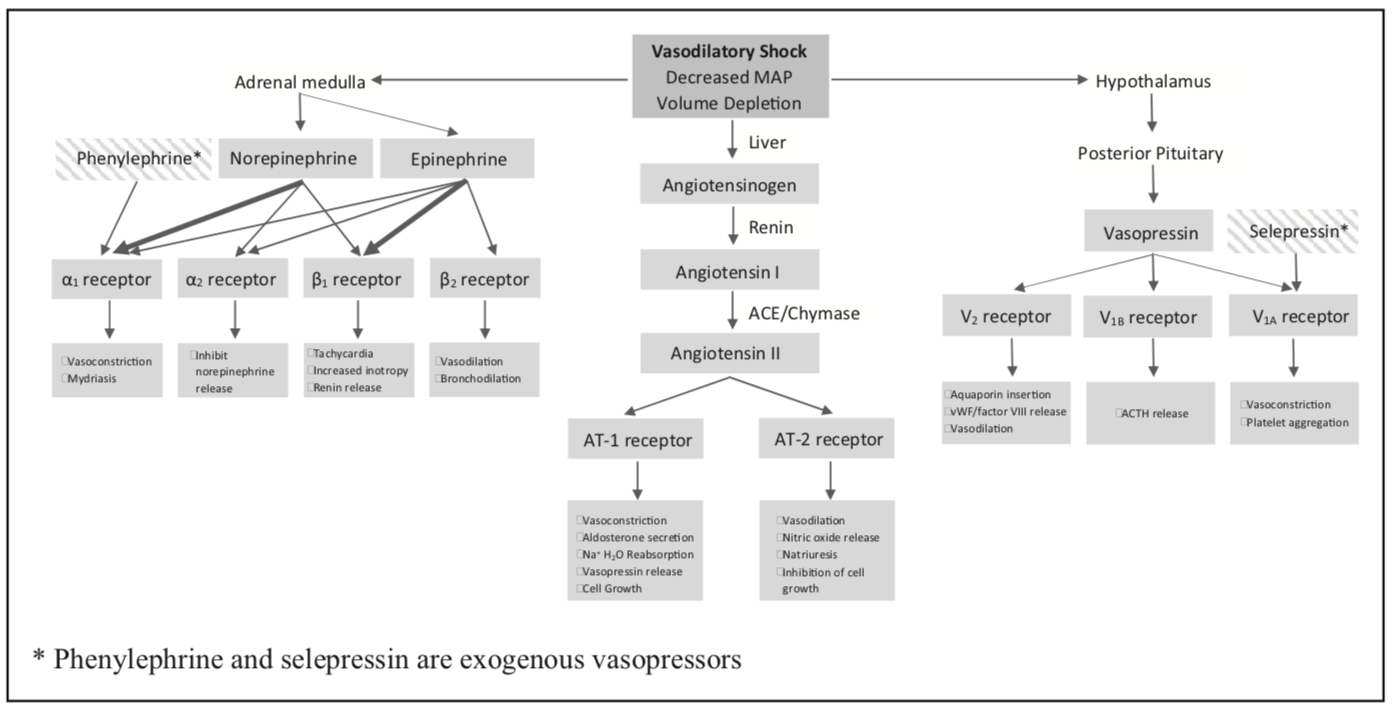 Vasodilatory Shock
Decreased MAP
Volume Depletion
Adrenal medulla
Hypothalamus
Liver
Phenylephrine*
Norepinephrine
Epinephrine
Posterior Pituitary
Angiotensinogen
Renin
Vasopressin
Selepressin*
α₁ receptor
α₂ receptor
β₁ receptor
β₂ receptor
Angiotensin I
ACE/Chymase
V₂ receptor
V₁B receptor
V₁A receptor
Angiotensin II
Vasoconstriction
Mydriasis
Inhibit
norepinephrine
release
Tachycardia
Increased inotropy
Renin release
Vasodilation
Bronchodilation
Aquaporin insertion
vWF/factor VIII release
Vasodilation
ACTH release
Vasoconstriction
Platelet aggregation
AT-1 receptor
AT-2 receptor
Vasoconstriction
Aldosterone secretion
Na⁺ H₂O Reabsorption
Vasopressin release
Cell Growth
Vasodilation
Nitric oxide release
Natriuresis
Inhibition of cell
growth
* Phenylephrine and selepressin are exogenous vasopressors